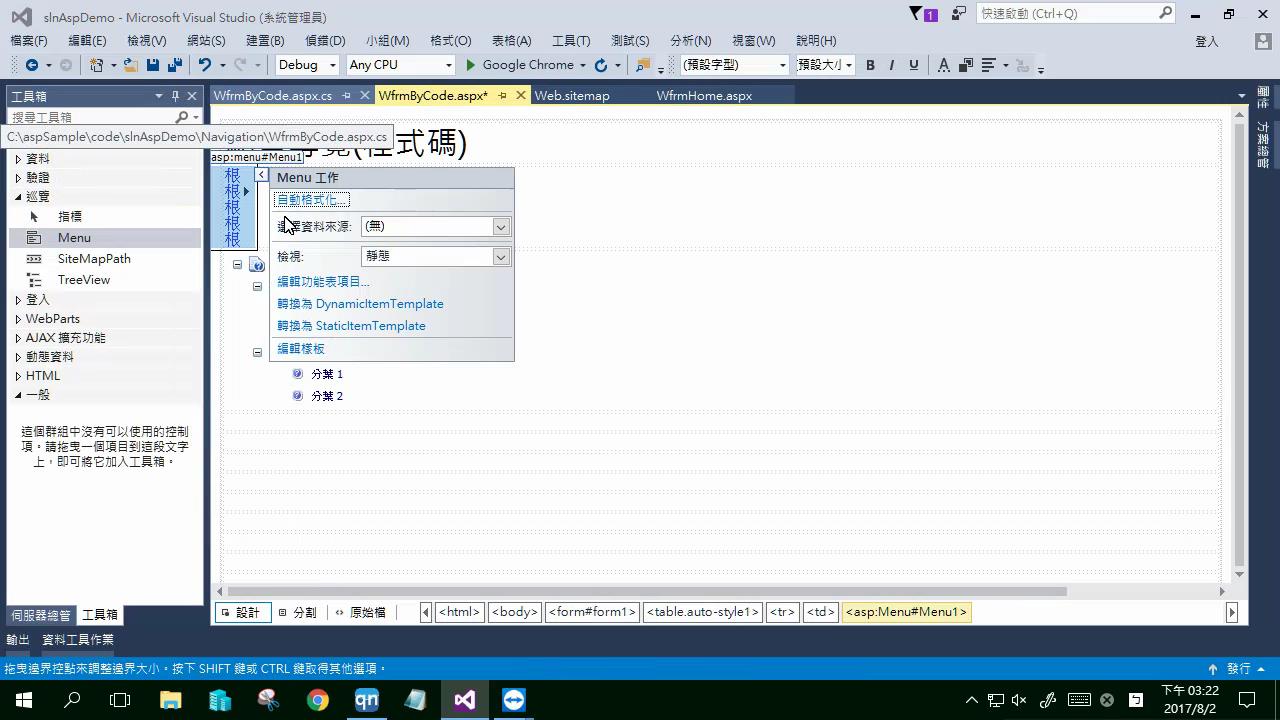 slnAspDemo - Microsoft Visual Studio (系統管理員)
1
快速啟動 (Ctrl+Q)
檔案(F) 編輯(E) 檢視(V) 網站(S) 建置(B) 偵錯(D) 小組(M) 格式(O) 表格(A) 工具(T) 測試(S) 分析(N) 視窗(W) 說明(H) 登入
Debug Any CPU Google Chrome (預設字型) 預設大小 B I U A
工具箱 WfrmByCode.aspx.cs WfrmByCode.aspx* Web.sitemap WfrmHome.aspx
搜尋工具箱
C:\aspSample\code\slnAspDemo\Navigation\WfrmByCode.aspx.cs
(程式碼)
asp:menu#Menu1
資料
驗證
巡覽
指標
Menu
SiteMapPath
TreeView
登入
WebParts
AJAX 擴充功能
動態資料
HTML
一般
這個群組中沒有可以使用的控制
項。請拖曳一個項目到這段文字
上，即可將它加入工具箱。
根
根
根
根
根
Menu 工作
自動格式化...
選擇資料來源: (無)
檢視: 靜態
編輯功能表項目...
轉換為 DynamicItemTemplate
轉換為 StaticItemTemplate
編輯樣板
分葉 1
分葉 2
屬性
方案總管
伺服器總管 工具箱
設計 分割 原始檔 <html> <body> <form#form1> <table.auto-style1> <tr> <td> <asp:Menu#Menu1>
輸出 資料工具作業
拖曳邊界控點來調整邊界大小。按下 SHIFT 鍵或 CTRL 鍵取得其他選項。 發行
qn
下午 03:22
2017/8/2